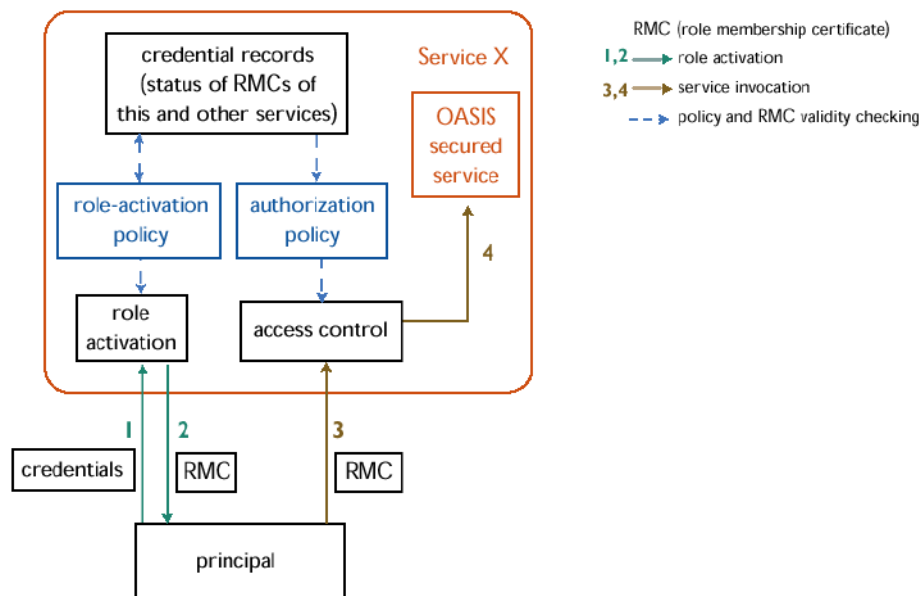 credential records
(status of RMCs of
this and other services)
Service X
OASIS
secured
service
role-activation
policy
authorization
policy
4
role
activation
access control
1
2
3
credentials
RMC
RMC
principal
RMC (role membership certificate)
1,2 role activation
3,4 service invocation
policy and RMC validity checking